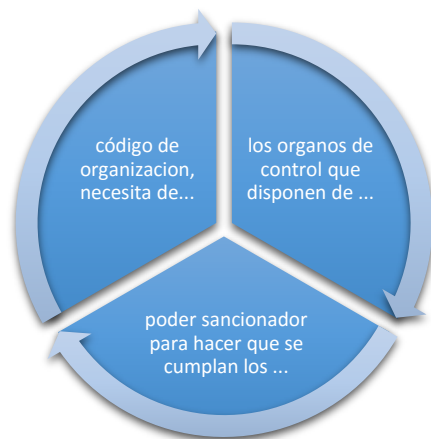 código de
organizacion,
necesita de...
los organos de
control que
disponen de ...
poder sancionador
para hacer que se
cumplan los ...